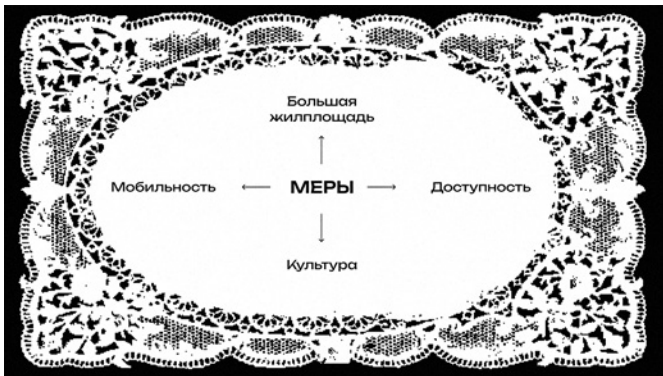 Большая
жилплощадь
Мобильность ← МЕРЫ → Доступность
Культура